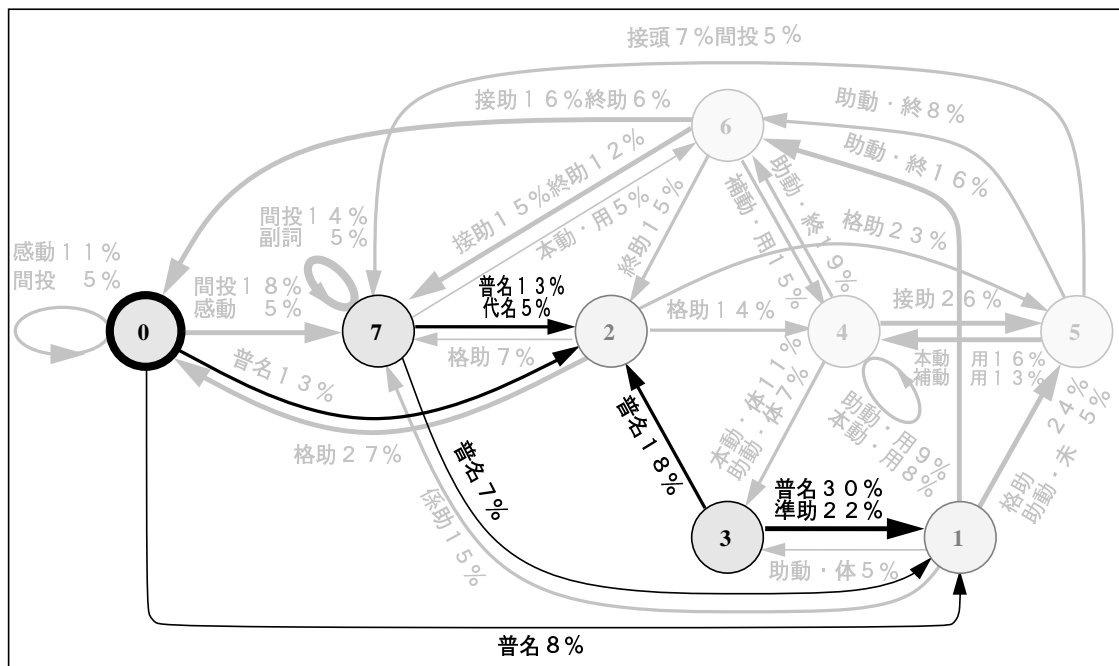 接頭７%間投５%
接助１６%終助６%
助動・終８%
6
助動・終１６%
接助１５%終助１２%
本動・用５%
補動・用１５%
助動・終１９%
終助１５%
格助２３%
間投１４%
副詞　５%
感動１１%
間投　５%
間投１８%
感動　５%
普名１３%
代名５%
格助１４%
接助２６%
0
7
2
4
5
格助７%
普名１３%
格助２７%
本動　用１６%
補動　用１３%
本動・体１１%
助動・体７%
助動・用９%
本動・用８%
格助　２４%
助動・未　５%
普名１８%
普名７%
係助１５%
普名３０%
準助２２%
3
1
助動・体５%
普名８%